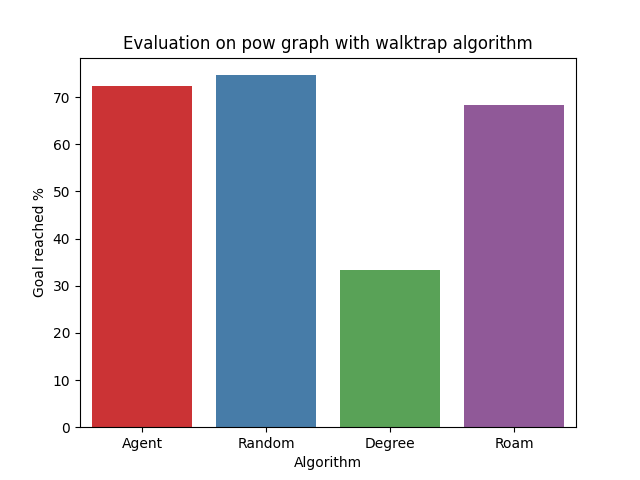 Evaluation on pow graph with walktrap algorithm
Goal reached %
70
60
50
40
30
20
10
0
Agent Random Degree Roam
Algorithm